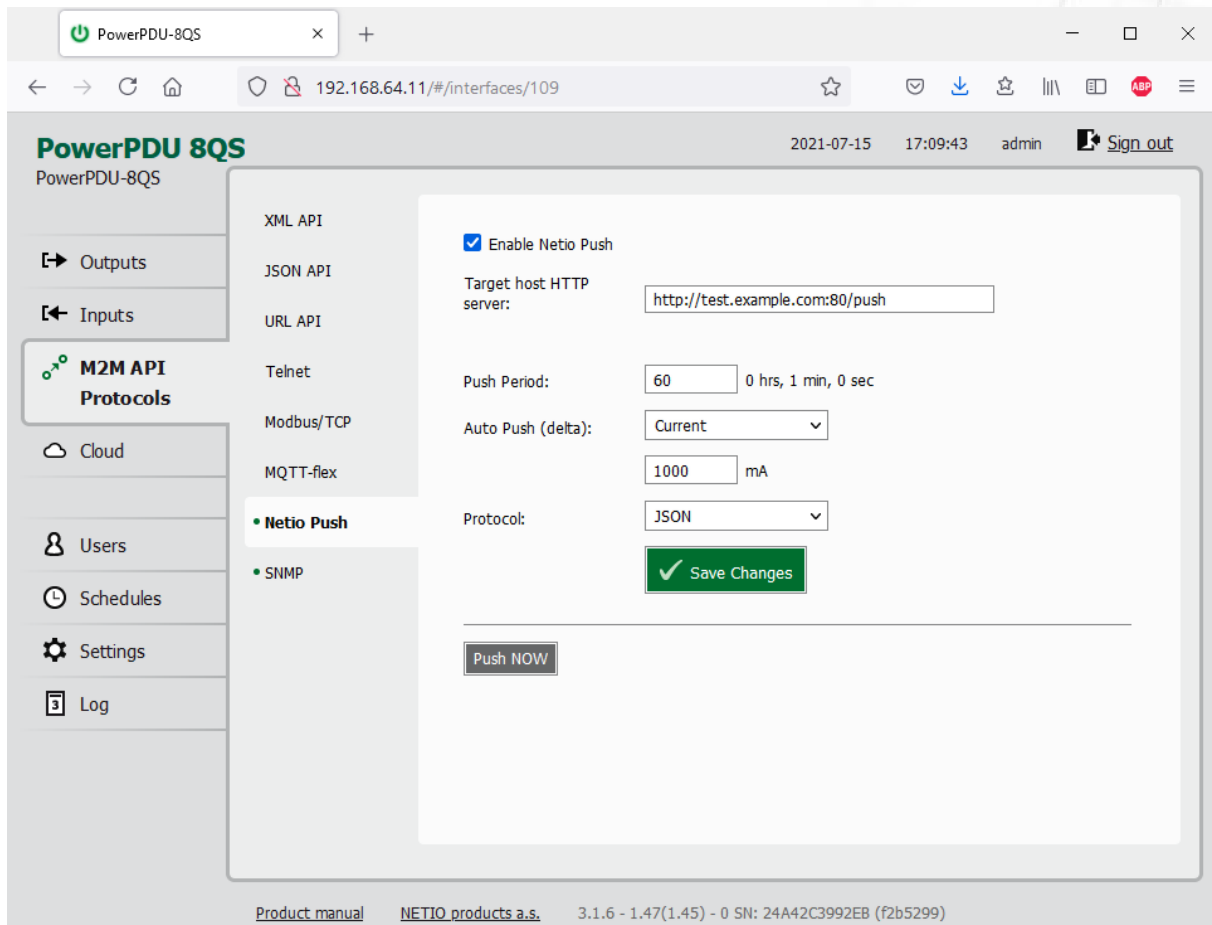 PowerPDU-8QS
192.168.64.11/#/interfaces/109
ABP
PowerPDU 8QS
PowerPDU-8QS
2021-07-15 17:09:43 admin Sign out
Outputs
Inputs
M2M API
Protocols
Cloud
Users
Schedules
Settings
3 Log
XML API
JSON API
URL API
Telnet
Modbus/TCP
MQTT-flex
• Netio Push
• SNMP
Enable Netio Push
Target host HTTP
server:
http://test.example.com:80/push
Push Period: 60 0 hrs, 1 min, 0 sec
Auto Push (delta): Current
1000 mA
Protocol: JSON
Save Changes
Push NOW
Product manual NETIO products a.s. 3.1.6 - 1.47(1.45) - 0 SN: 24A42C3992EB (f2b5299)